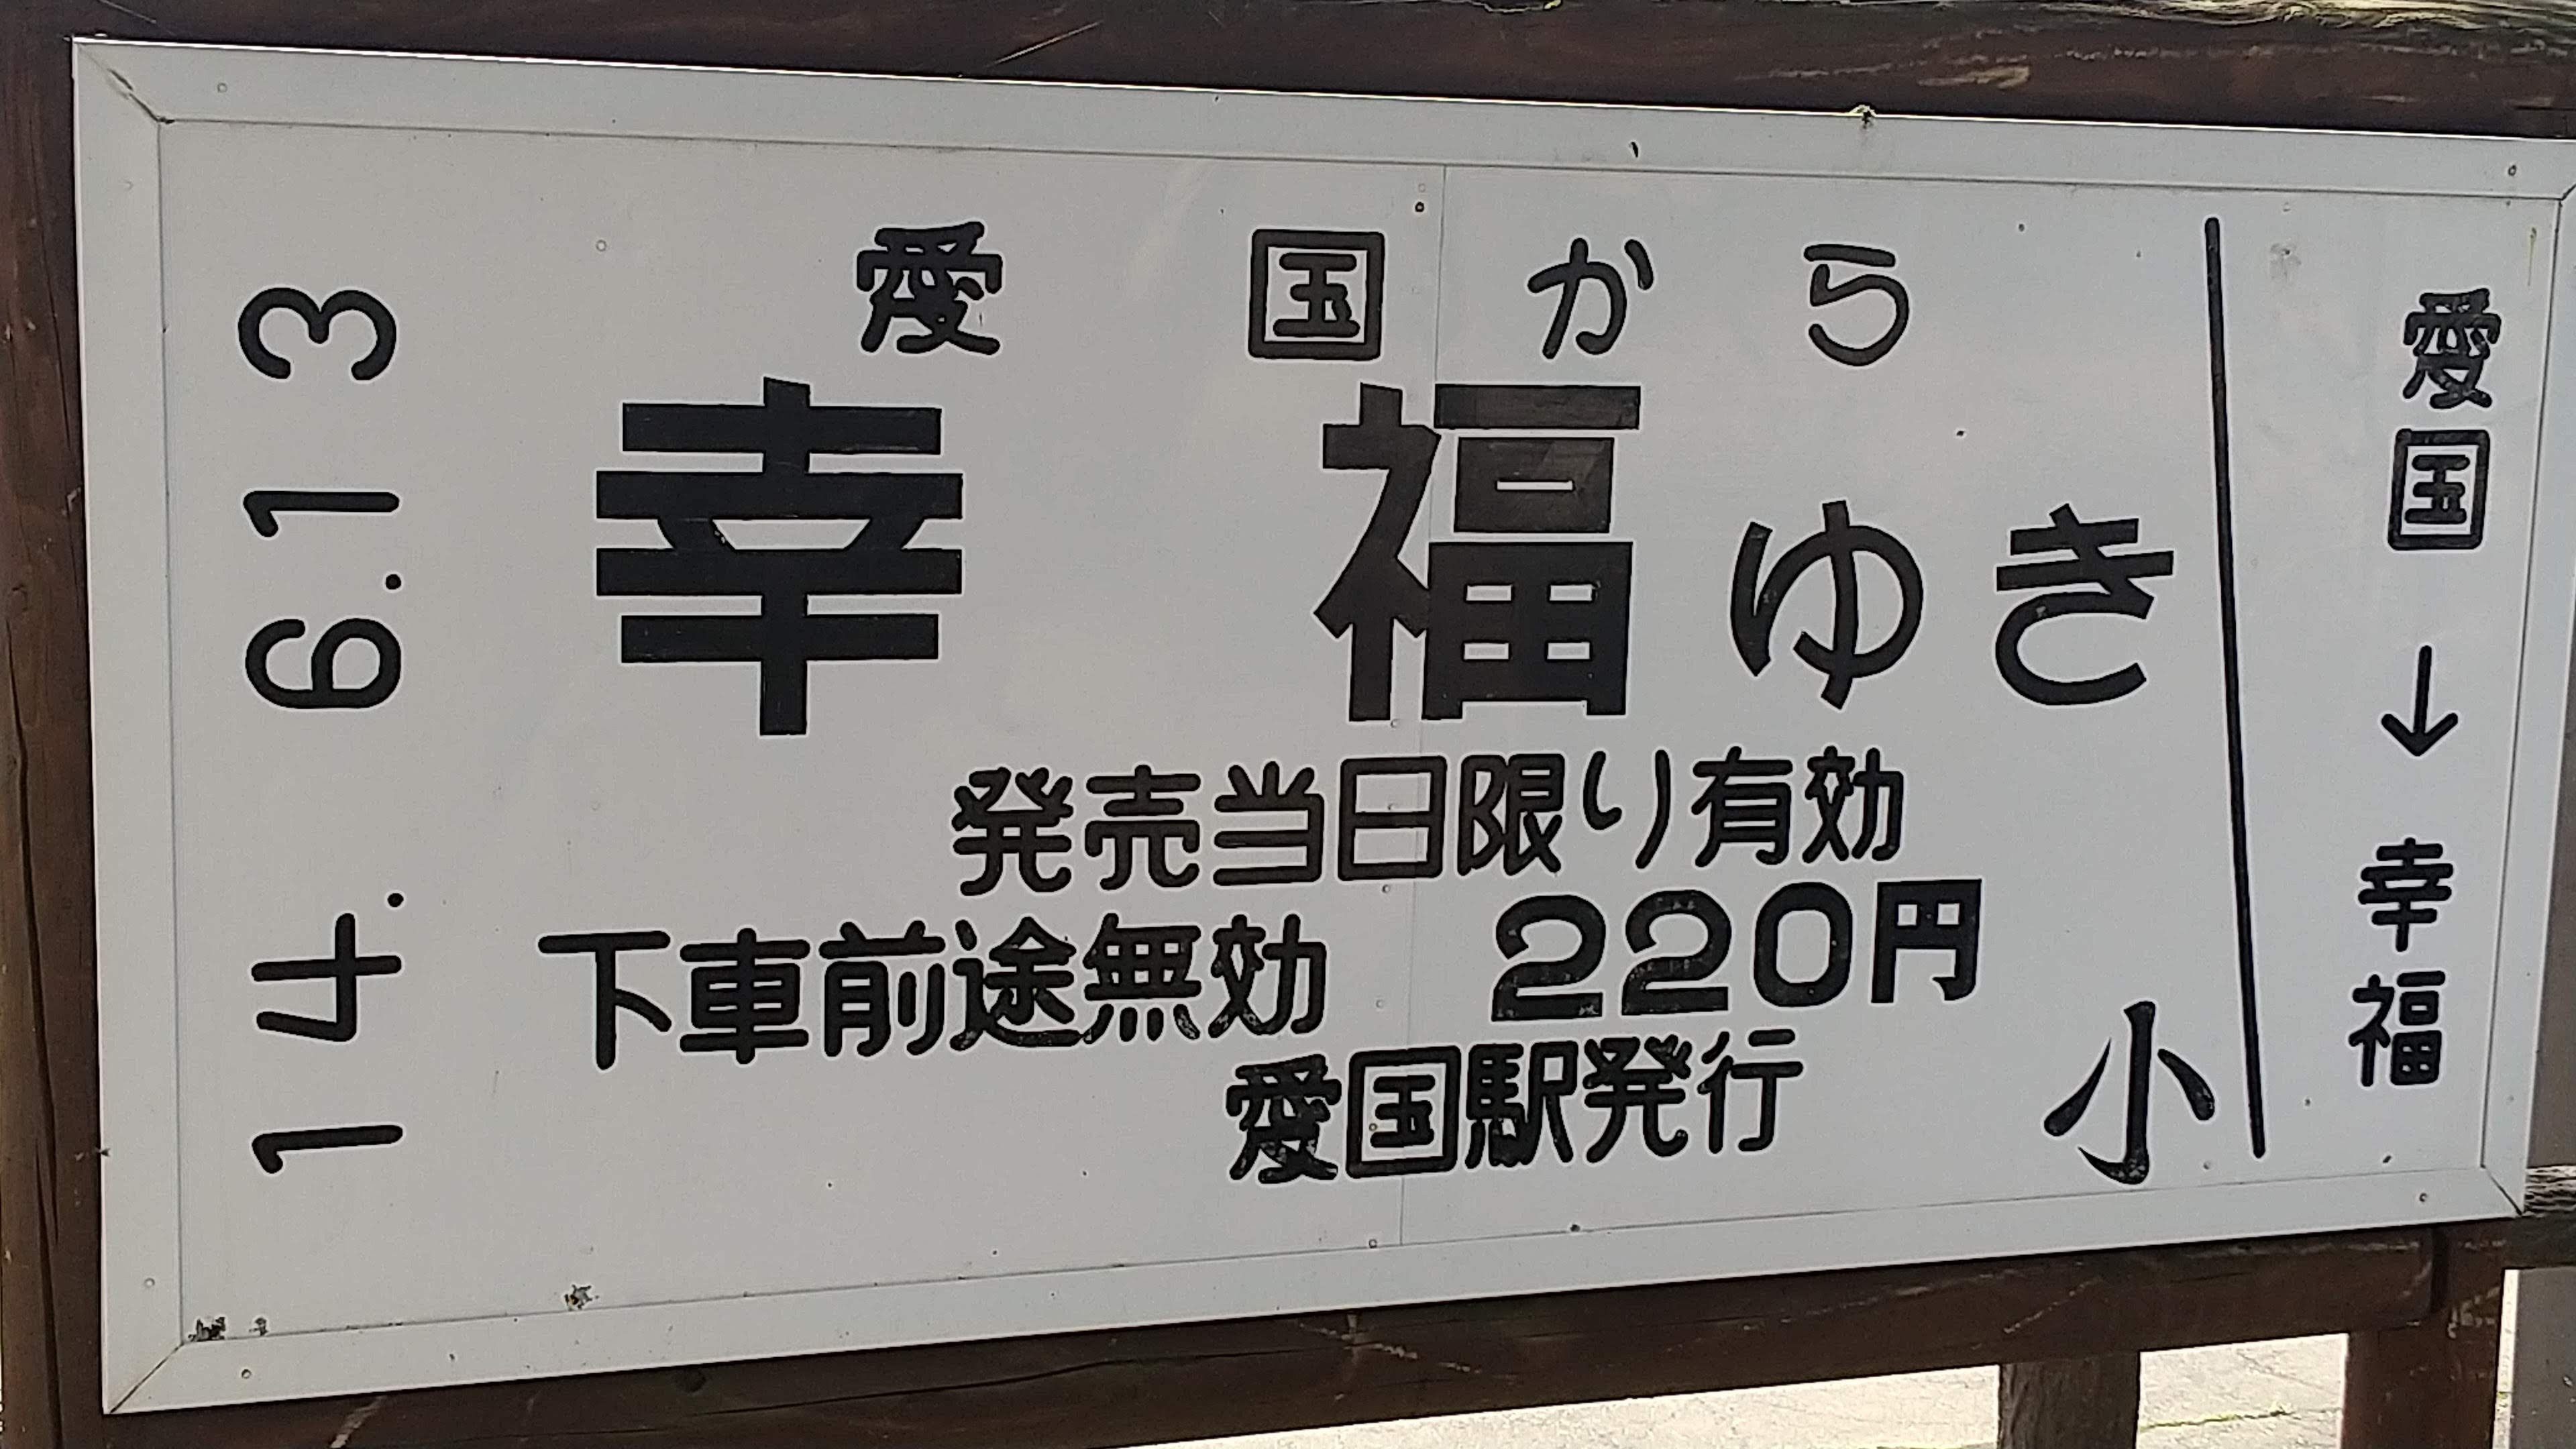 14.6.13
愛国から
幸福ゆき
発売当日限り有効
下車前途無効 220円
愛国駅発行
小
愛国→幸福